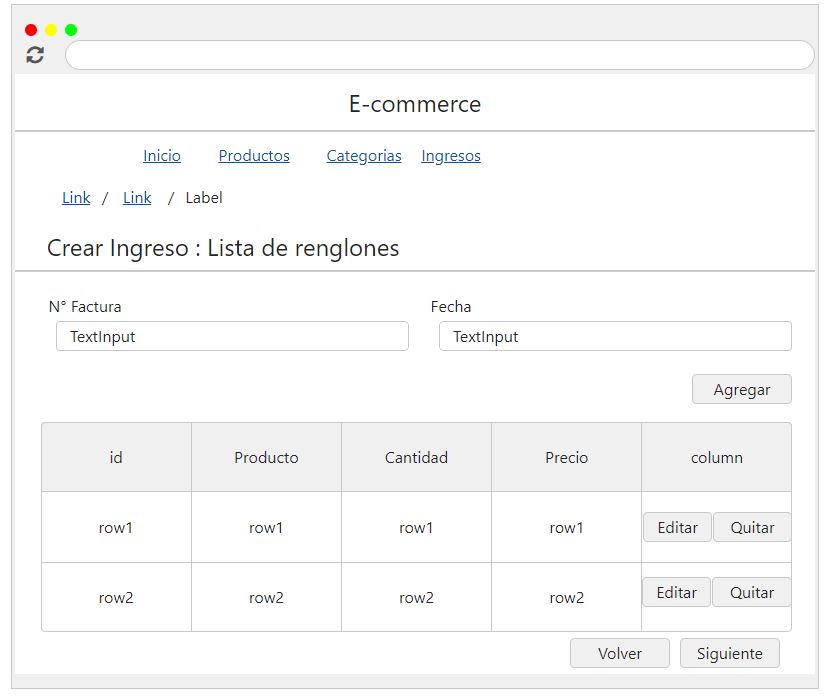 E-commerce
Inicio Productos Categorias Ingresos
Link / Link / Label
Crear Ingreso : Lista de renglones
N° Factura Fecha
TextInput TextInput
Agregar
id Producto Cantidad Precio column
row1 row1 row1 row1 Editar Quitar
row2 row2 row2 row2 Editar Quitar
Volver Siguiente